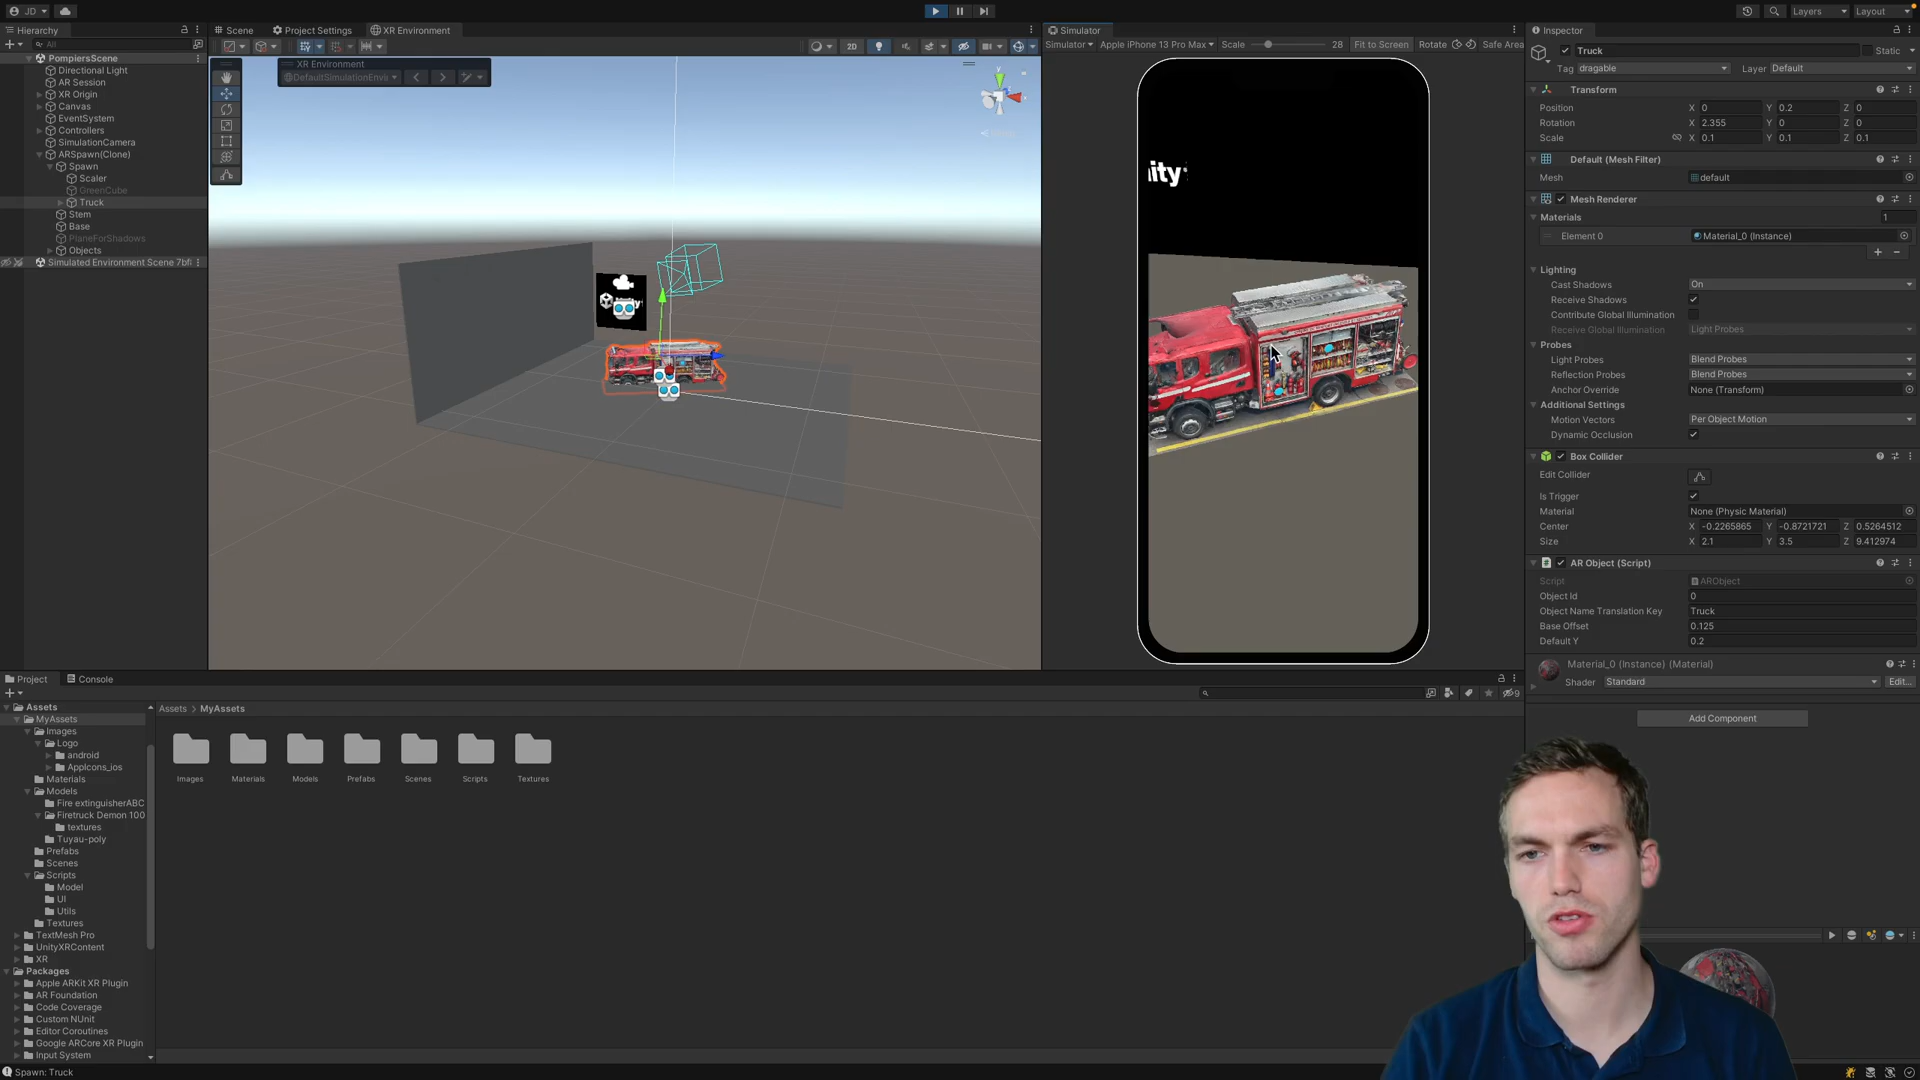 JD
Layers
Layout
Hierarchy
All
PompiersScene
Directional Light
AR Session
XR Origin
Canvas
EventSystem
Controllers
SimulationCamera
ARSpawn(Clone)
Spawn
Scaler
GreenCube
Truck
Stem
Base
PlaneForShadows
Objects
Simulated Environment Scene 7bf
Scene
Project Settings
XR Environment
2D
XR Environment
DefaultSimulationEnvi
Simulator
Simulator
Apple iPhone 13 Pro Max
Scale
28
Fit to Screen
Rotate
Safe Area
ity
Inspector
Truck
Static
Tag
dragable
Layer
Default
Transform
Position
X 0
Y 0.2
Z 0
Rotation
X 2.355
Y 0
Z 0
Scale
X 0.1
Y 0.1
Z 0.1
Default (Mesh Filter)
Mesh
default
Mesh Renderer
Materials
1
Element 0
Material_0 (Instance)
Lighting
Cast Shadows
On
Receive Shadows
Contribute Global Illumination
Receive Global Illumination
Light Probes
Probes
Light Probes
Blend Probes
Reflection Probes
Blend Probes
Anchor Override
None (Transform)
Additional Settings
Motion Vectors
Per Object Motion
Dynamic Occlusion
Box Collider
Edit Collider
Is Trigger
Material
None (Physic Material)
Center
X -0.2265865
Y -0.8721721
Z 0.5264512
Size
X 2.1
Y 3.5
Z 9.412974
AR Object (Script)
Script
ARObject
Object Id
0
Object Name Translation Key
Truck
Base Offset
0.125
Default Y
0.2
Material_0 (Instance) (Material)
Shader
Standard
Edit...
Add Component
Project
Console
9
Assets
MyAssets
Images
Logo
android
AppIcons_ios
Materials
Models
Fire extinguisherABC
Firetruck Demon 100
textures
Tuyau-poly
Prefabs
Scenes
Scripts
Model
UI
Utils
Textures
TextMesh Pro
UnityXRContent
XR
Packages
Apple ARKit XR Plugin
AR Foundation
Code Coverage
Custom NUnit
Editor Coroutines
Google ARCore XR Plugin
Input System
Assets > MyAssets
Images
Materials
Models
Prefabs
Scenes
Scripts
Textures
Spawn: Truck